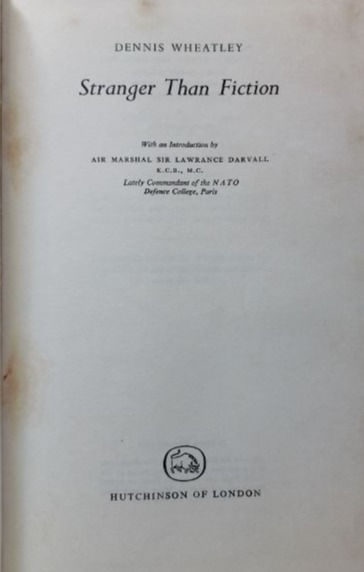 DENNIS WHEATLEY
Stranger Than Fiction
With an Introduction by
AIR MARSHAL SIR LAWRANCE DARVALL
K.C.B., M.C.
Lately Commandant of the NATO
Defence College, Paris
HUTCHINSON OF LONDON